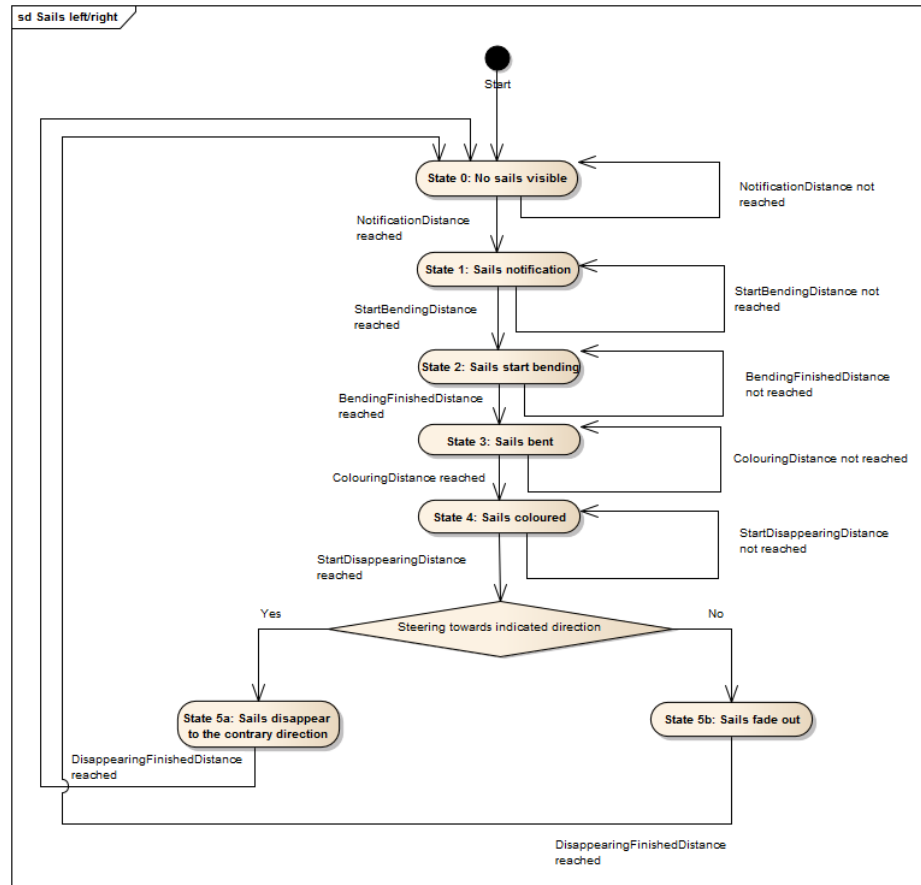 sd Sails left/right
Start
State 0: No sails visible
NotificationDistance not
reached
NotificationDistance
reached
State 1: Sails notification
StartBendingDistance not
reached
StartBendingDistance
reached
State 2: Sails start bending
BendingFinishedDistance
not reached
BendingFinishedDistance
reached
State 3: Sails bent
ColouringDistance not reached
ColouringDistance reached
State 4: Sails coloured
StartDisappearingDistance
not reached
StartDisappearingDistance
reached
Yes
Steering towards indicated direction
No
State 5a: Sails disappear
to the contrary direction
State 5b: Sails fade out
DisappearingFinishedDistance
reached
DisappearingFinishedDistance
reached